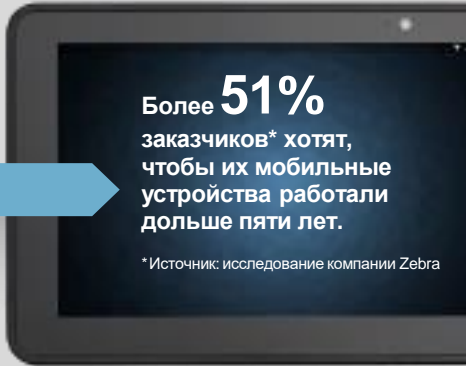 Более 51%
заказчиков* хотят,
чтобы их мобильные
устройства работали
дольше пяти лет.
*Источник: исследование компании Zebra